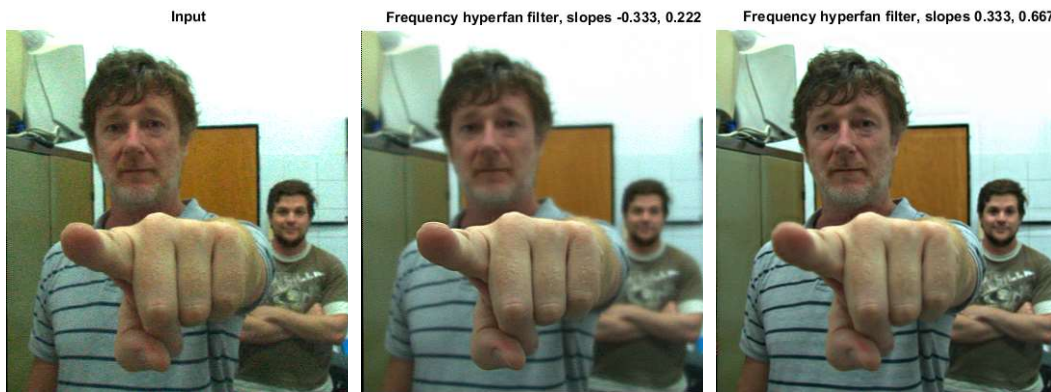 Input
Frequency hyperfan filter, slopes -0.333, 0.222
Frequency hyperfan filter, slopes 0.333, 0.667